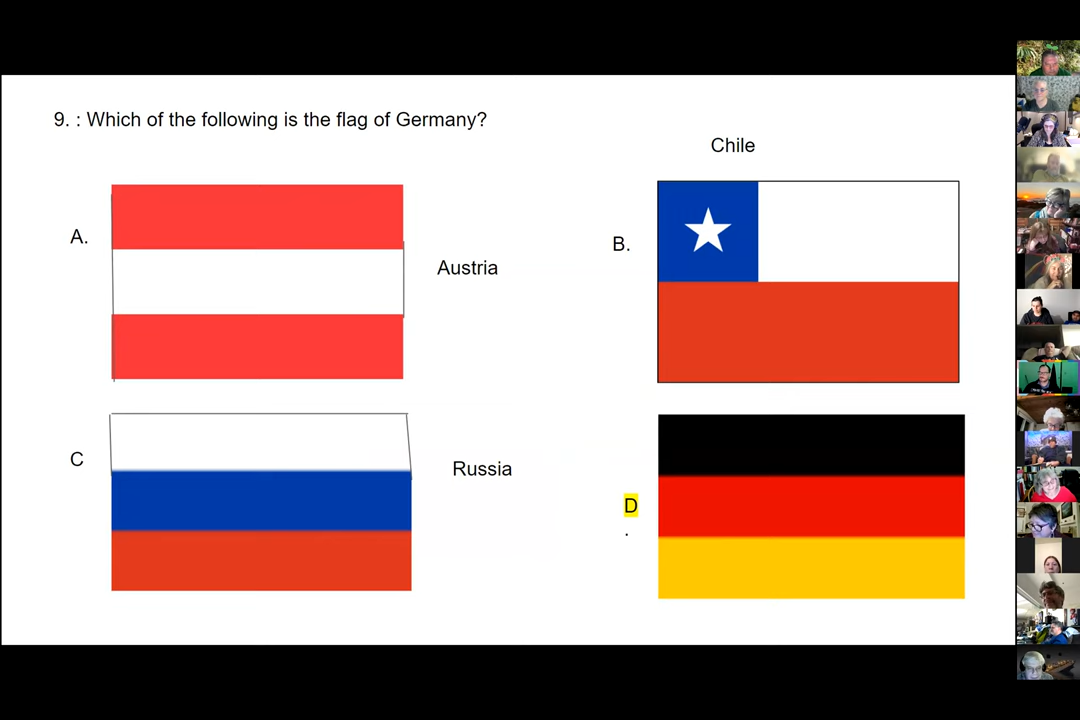 9. : Which of the following is the flag of Germany?
Chile
A.
B.
Austria
C
Russia
D
.